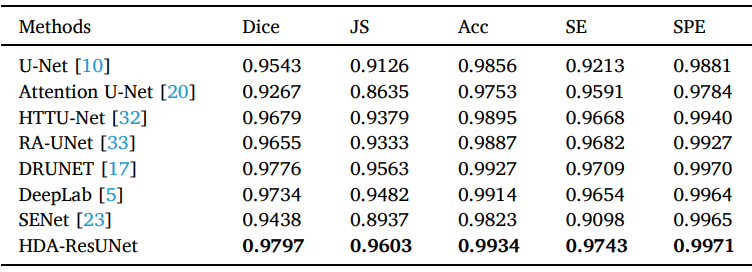 Methods Dice JS Acc SE SPE
U-Net [10] 0.9543 0.9126 0.9856 0.9213 0.9881
Attention U-Net [20] 0.9267 0.8635 0.9753 0.9591 0.9784
HTTU-Net [32] 0.9679 0.9379 0.9895 0.9668 0.9940
RA-UNet [33] 0.9655 0.9333 0.9887 0.9682 0.9927
DRUNET [17] 0.9776 0.9563 0.9927 0.9709 0.9970
DeepLab [5] 0.9734 0.9482 0.9914 0.9654 0.9964
SENet [23] 0.9438 0.8937 0.9823 0.9098 0.9965
HDA-ResUNet 0.9797 0.9603 0.9934 0.9743 0.9971